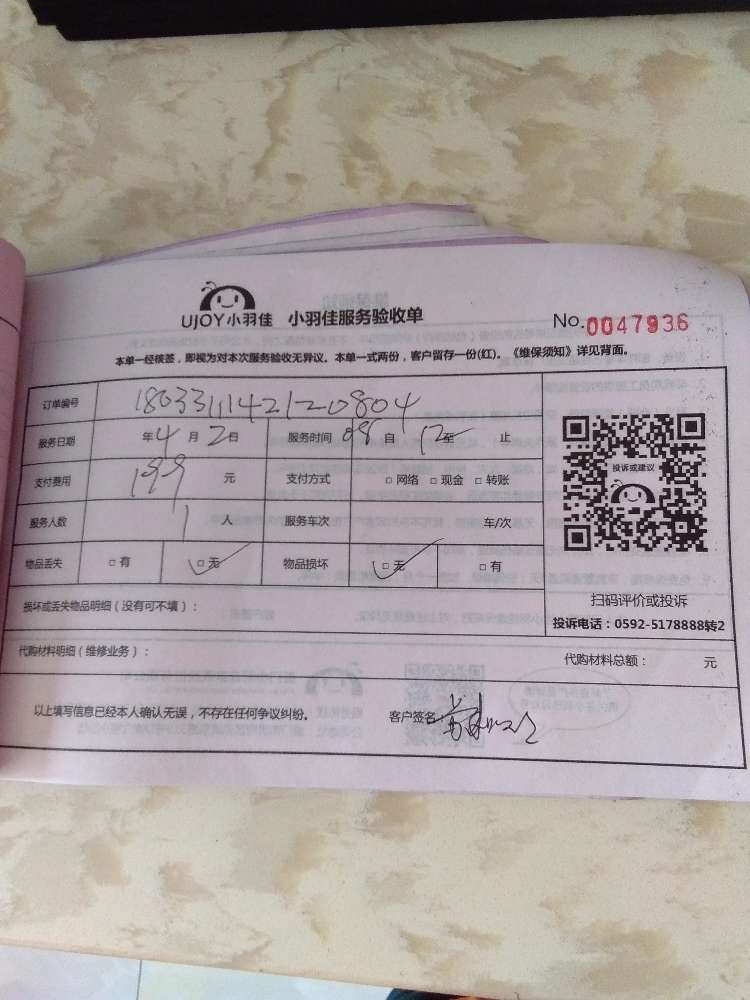 UJOY小羽佳 小羽佳服务验收单 No.0047936
本单一经核签，即视为对本次服务验收无异议。本单一式两份，客户留存一份(红)。《维保须知》详见背面。
订单编号 180331114212120804
服务日期 年4月2日 服务时间 08自 12至 止
支付费用 199 元 支付方式 □网络 □现金 □转账
服务人数 1人 服务车次 车/次
物品丢失 □有 □无 物品损坏 □无 □有
投诉或建议
扫码评价或投诉
投诉电话：0592-5178888转2
损坏或丢失物品明细（没有可不填）：
代购材料明细（维修业务）： 代购材料总额： 元
以上填写信息已经本人确认无误，不存在任何争议纠纷。 客户签名